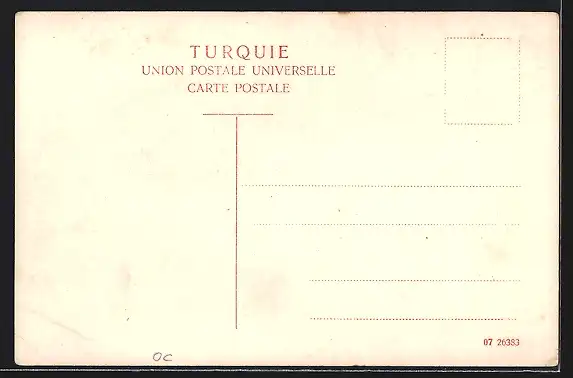 TURQUIE
UNION POSTALE UNIVERSELLE
CARTE POSTALE
07 26383
OC